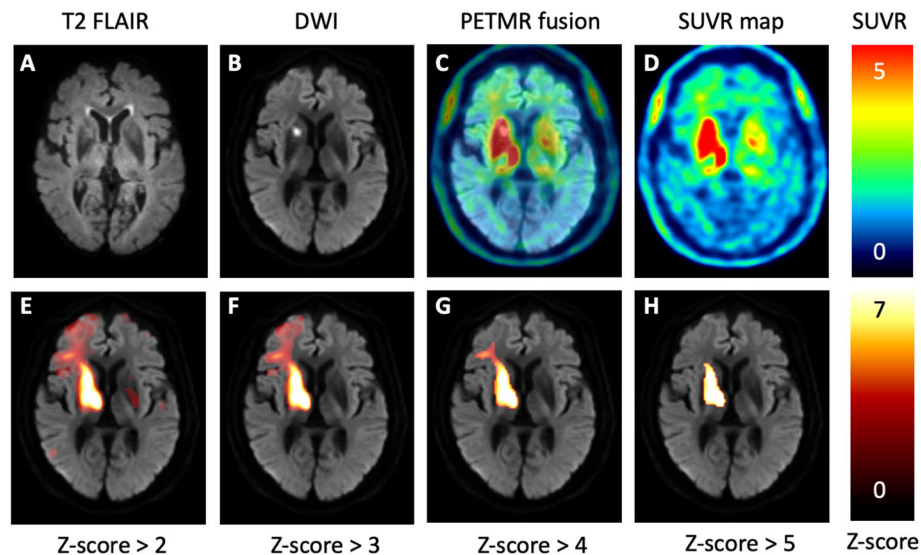 T2 FLAIR DWI PETMR fusion SUVR map SUVR
A B C D 5
0
E F G H 7
0
Z-score > 2 Z-score > 3 Z-score > 4 Z-score > 5 Z-score